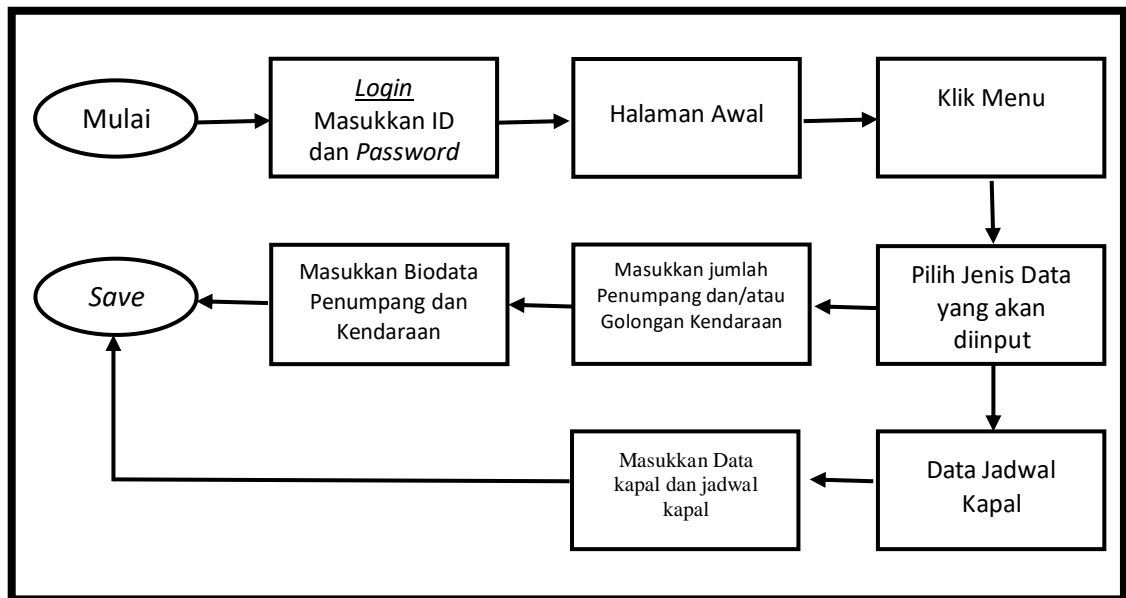 Mulai
Login
Masukkan ID
dan Password
Halaman Awal
Klik Menu
Pilih Jenis Data
yang akan
diinput
Masukkan jumlah
Penumpang dan/atau
Golongan Kendaraan
Masukkan Biodata
Penumpang dan
Kendaraan
Save
Data Jadwal
Kapal
Masukkan Data
kapal dan jadwal
kapal